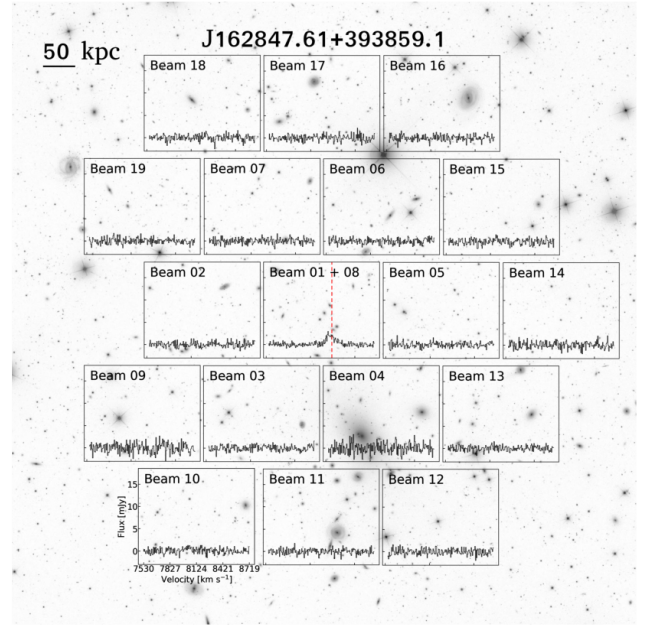 J162847.61+393859.1
50 kpc
Beam 18
Beam 17
Beam 16
Beam 19
Beam 07
Beam 06
Beam 15
Beam 02
Beam 01 + 08
Beam 05
Beam 14
Beam 09
Beam 03
Beam 04
Beam 13
Beam 10
Beam 11
Beam 12
15
10
5
0
Flux [mJy]
7530 7827 8124 8421 8719
Velocity [km s⁻¹]